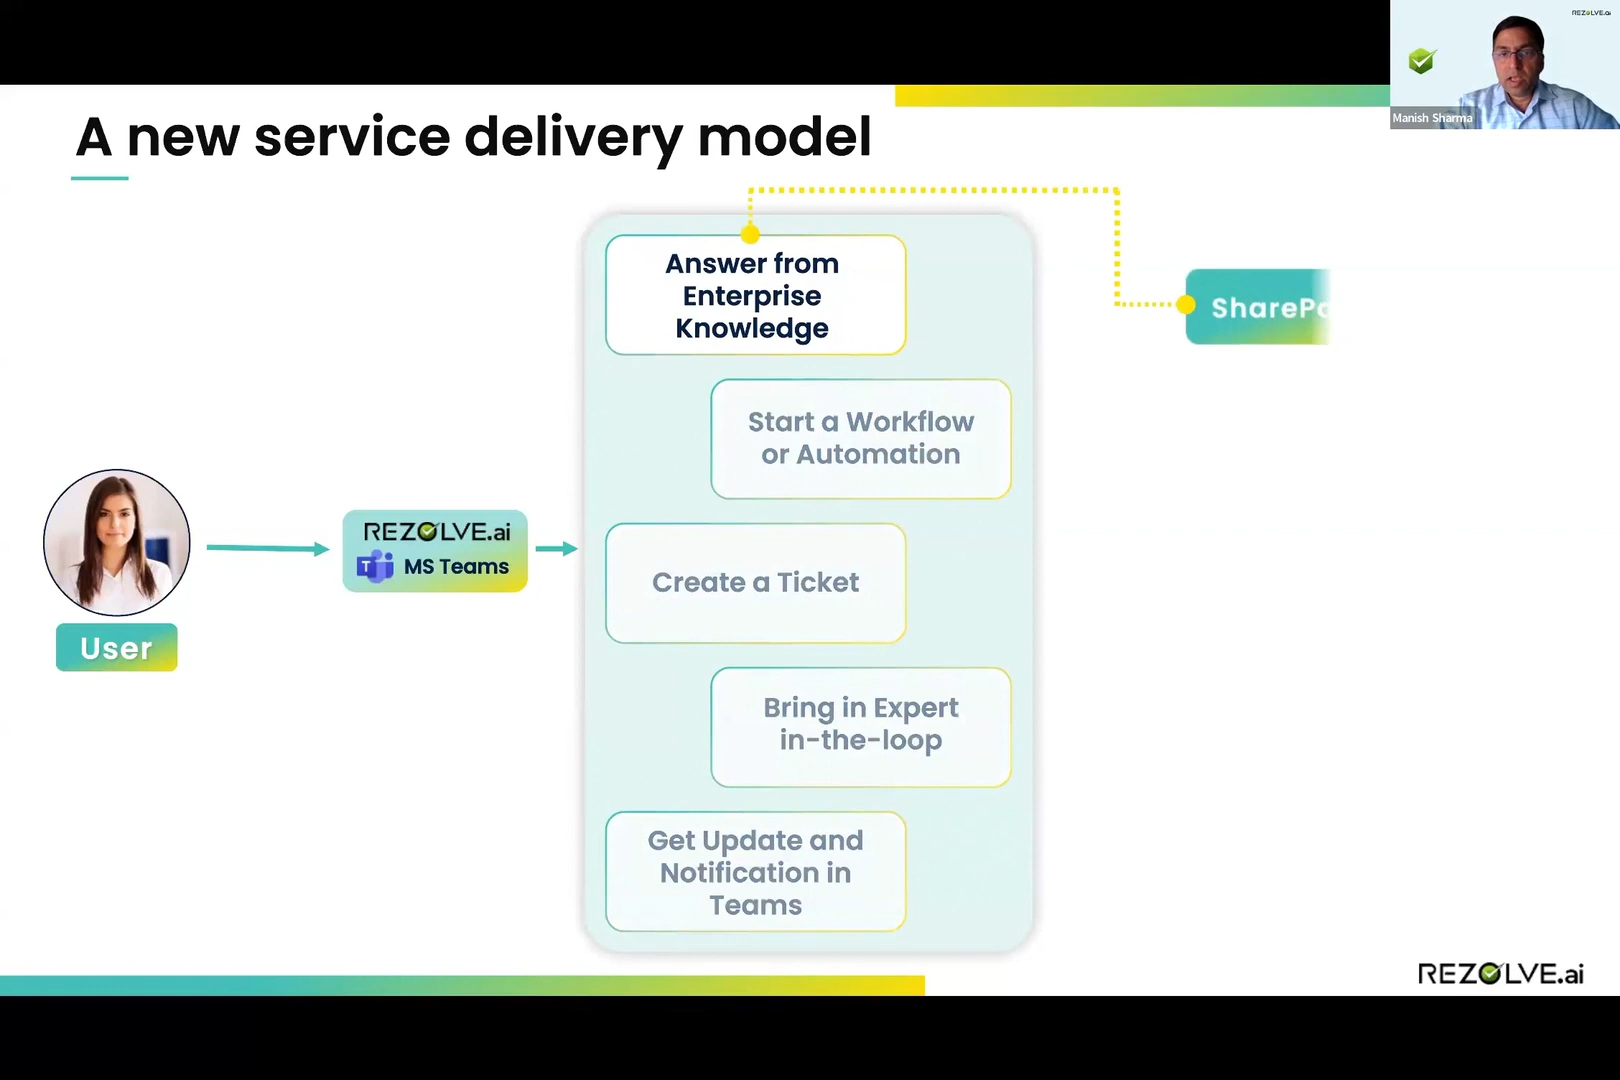 REZOLVE.ai
Manish Sharma
A new service delivery model
Answer from
Enterprise
Knowledge
SharePo
Start a Workflow
or Automation
REZOLVE.ai
MS Teams
Create a Ticket
User
Bring in Expert
in-the-loop
Get Update and
Notification in
Teams
REZOLVE.ai